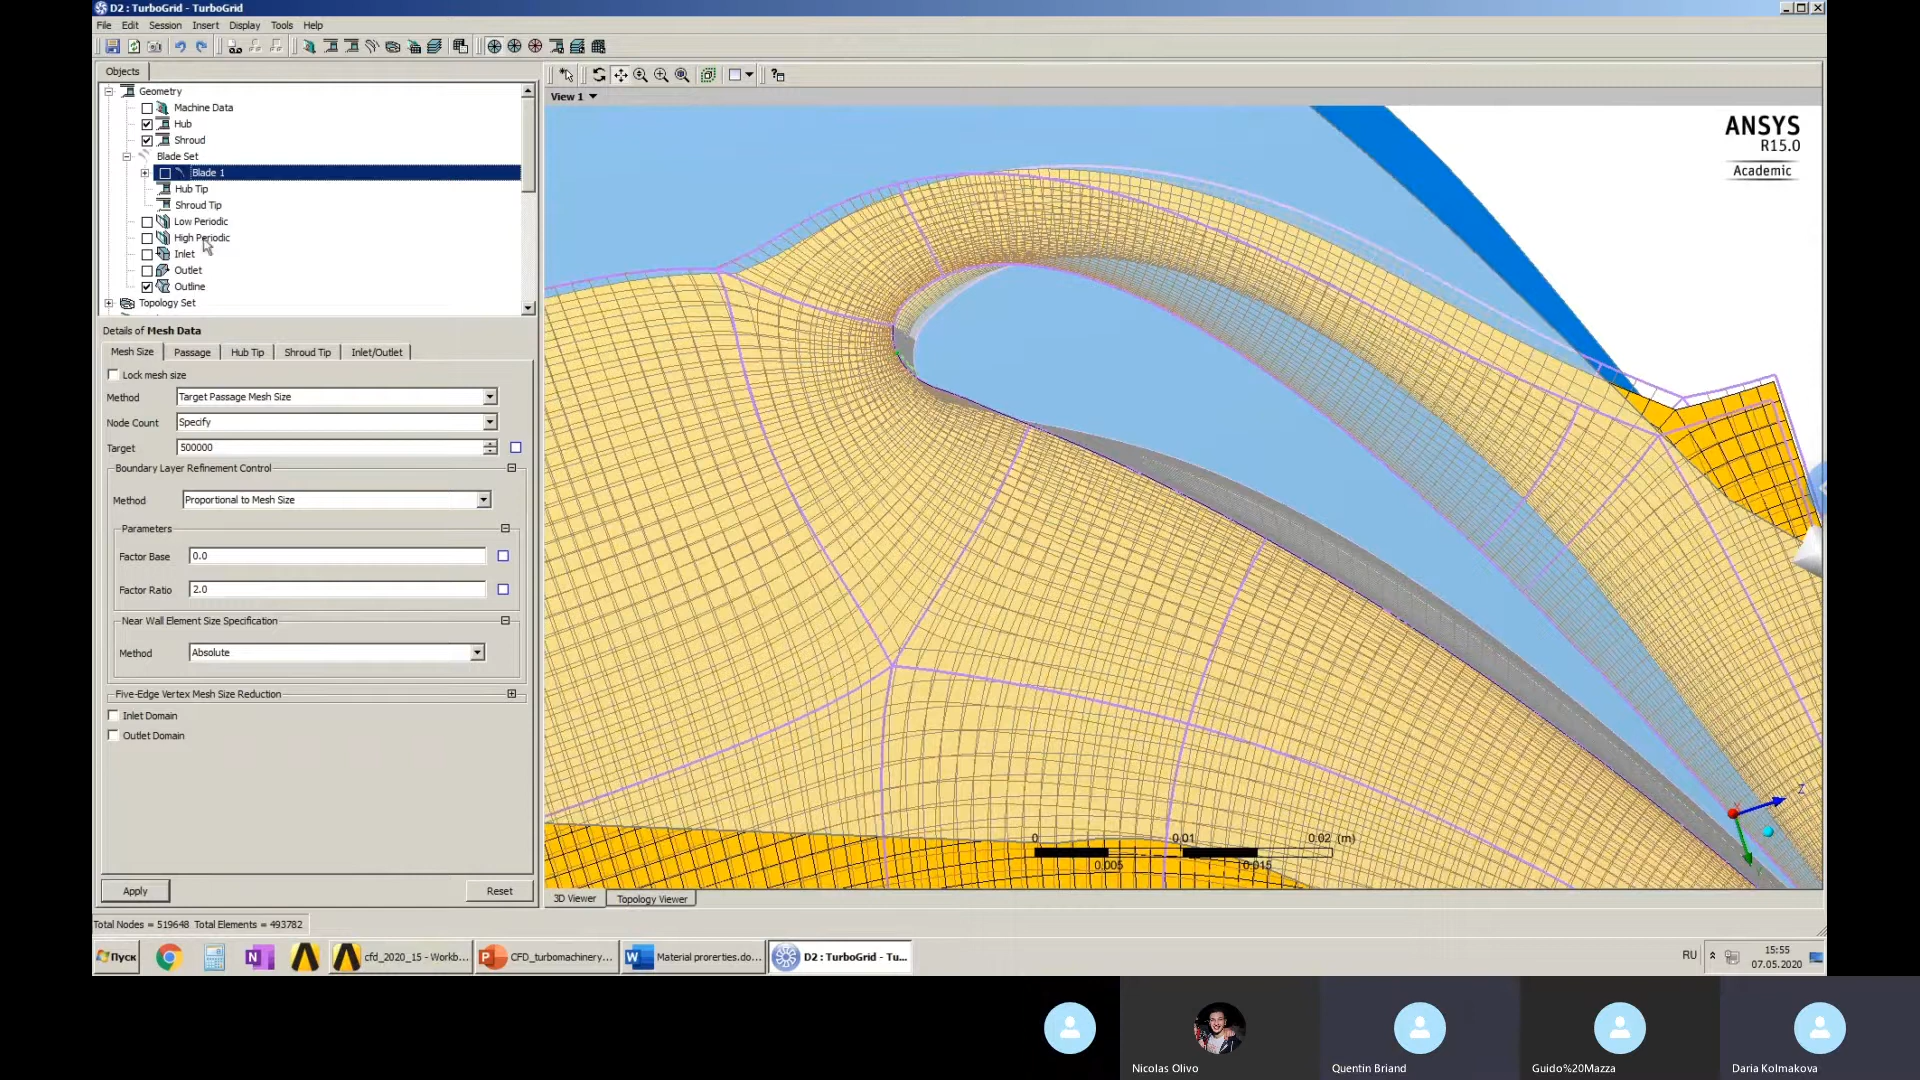 D2 : TurboGrid - TurboGrid
File Edit Session Insert Display Tools Help
Objects
Geometry
Machine Data
Hub
Shroud
Blade Set
Blade 1
Hub Tip
Shroud Tip
Low Periodic
High Periodic
Inlet
Outlet
Outline
Topology Set
Details of Mesh Data
Mesh Size Passage Hub Tip Shroud Tip Inlet/Outlet
Lock mesh size
Method Target Passage Mesh Size
Node Count Specify
Target 500000
Boundary Layer Refinement Control
Method Proportional to Mesh Size
Parameters
Factor Base 0.0
Factor Ratio 2.0
Near Wall Element Size Specification
Method Absolute
Five-Edge Vertex Mesh Size Reduction
Inlet Domain
Outlet Domain
Apply Reset
Total Nodes = 519648 Total Elements = 493782
View 1
ANSYS
R15.0
Academic
Z
0 0.01 0.02 (m)
0.005 0.015
3D Viewer Topology Viewer
Пуск
cfd_2020_15 - Workb...
CFD_turbomachinery...
Material prorerties.do...
D2 : TurboGrid - Tu...
RU
15:55
07.05.2020
Nicolas Olivo
Quentin Briand
Guido%20Mazza
Daria Kolmakova